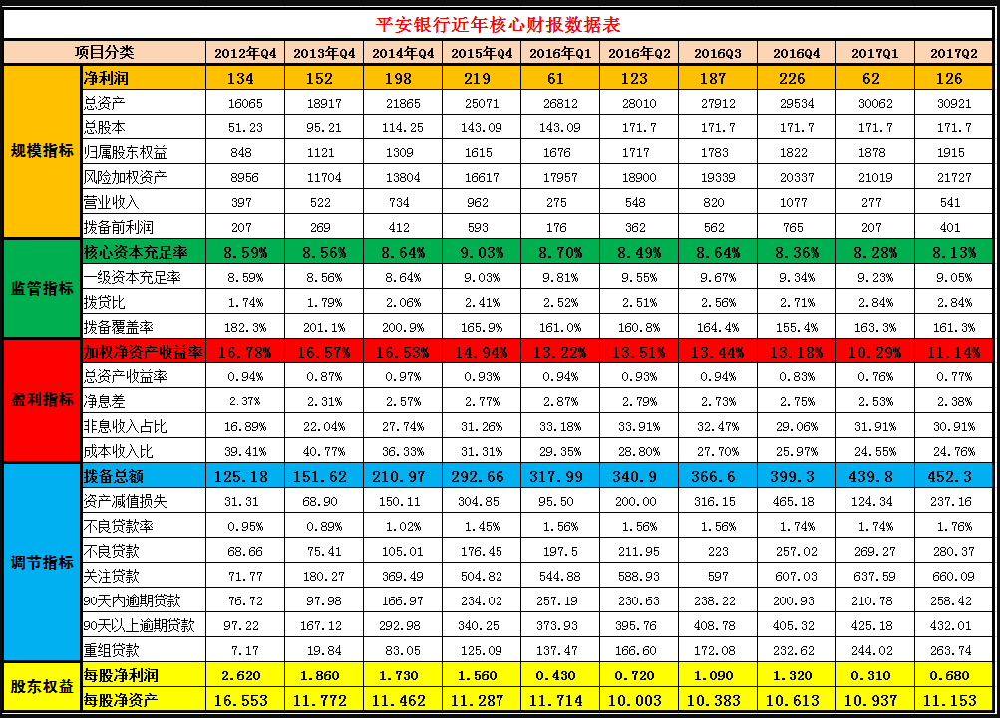 平安银行近年核心财报数据表
项目分类 2012年Q4 2013年Q4 2014年Q4 2015年Q4 2016年Q1 2016年Q2 2016Q3 2016Q4 2017Q1 2017Q2
规模指标
净利润 134 152 198 219 61 123 187 226 62 126
总资产 16065 18917 21865 25071 26812 28010 27912 29534 30062 30921
总股本 51.23 95.21 114.25 143.09 143.09 171.7 171.7 171.7 171.7 171.7
归属股东权益 848 1121 1309 1615 1676 1717 1783 1822 1878 1915
风险加权资产 8956 11704 13804 16617 17957 18900 19339 20337 21019 21727
营业收入 397 522 734 962 275 548 820 1077 277 541
拨备前利润 207 269 412 593 176 362 562 765 207 401
监管指标
核心资本充足率 8.59% 8.56% 8.64% 9.03% 8.70% 8.49% 8.64% 8.36% 8.28% 8.13%
一级资本充足率 8.59% 8.56% 8.64% 9.03% 9.81% 9.55% 9.67% 9.34% 9.23% 9.05%
拨贷比 1.74% 1.79% 2.06% 2.41% 2.52% 2.51% 2.56% 2.71% 2.84% 2.84%
拨备覆盖率 182.3% 201.1% 200.9% 165.9% 161.0% 160.8% 164.4% 155.4% 163.3% 161.3%
盈利指标
加权净资产收益率 16.78% 16.57% 16.53% 14.94% 13.22% 13.51% 13.44% 13.18% 10.29% 11.14%
总资产收益率 0.94% 0.87% 0.97% 0.93% 0.94% 0.93% 0.94% 0.83% 0.76% 0.77%
净息差 2.37% 2.31% 2.57% 2.77% 2.87% 2.79% 2.73% 2.75% 2.53% 2.38%
非息收入占比 16.89% 22.04% 27.74% 31.26% 33.18% 33.91% 32.47% 29.06% 31.91% 30.91%
成本收入比 39.41% 40.77% 36.33% 31.31% 29.35% 28.80% 27.70% 25.97% 24.55% 24.76%
调节指标
拨备总额 125.18 151.62 210.97 292.66 317.99 340.9 366.6 399.3 439.8 452.3
资产减值损失 31.31 68.90 150.11 304.85 95.50 200.00 316.15 465.18 124.34 237.16
不良贷款率 0.95% 0.89% 1.02% 1.45% 1.56% 1.56% 1.56% 1.74% 1.74% 1.76%
不良贷款 68.66 75.41 105.01 176.45 197.5 211.95 223 257.02 269.27 280.37
关注贷款 71.77 180.27 369.49 504.82 544.88 588.93 597 607.03 637.59 660.09
90天内逾期贷款 76.72 97.98 166.97 234.02 257.19 230.63 238.22 200.93 210.78 258.42
90天以上逾期贷款 97.22 167.12 292.98 340.25 373.93 395.76 408.78 405.32 425.18 432.01
重组贷款 7.17 19.84 83.05 125.09 137.47 166.60 172.08 232.62 244.02 263.74
股东权益
每股净利润 2.620 1.860 1.730 1.560 0.430 0.720 1.090 1.320 0.310 0.680
每股净资产 16.553 11.772 11.462 11.287 11.714 10.003 10.383 10.613 10.937 11.153